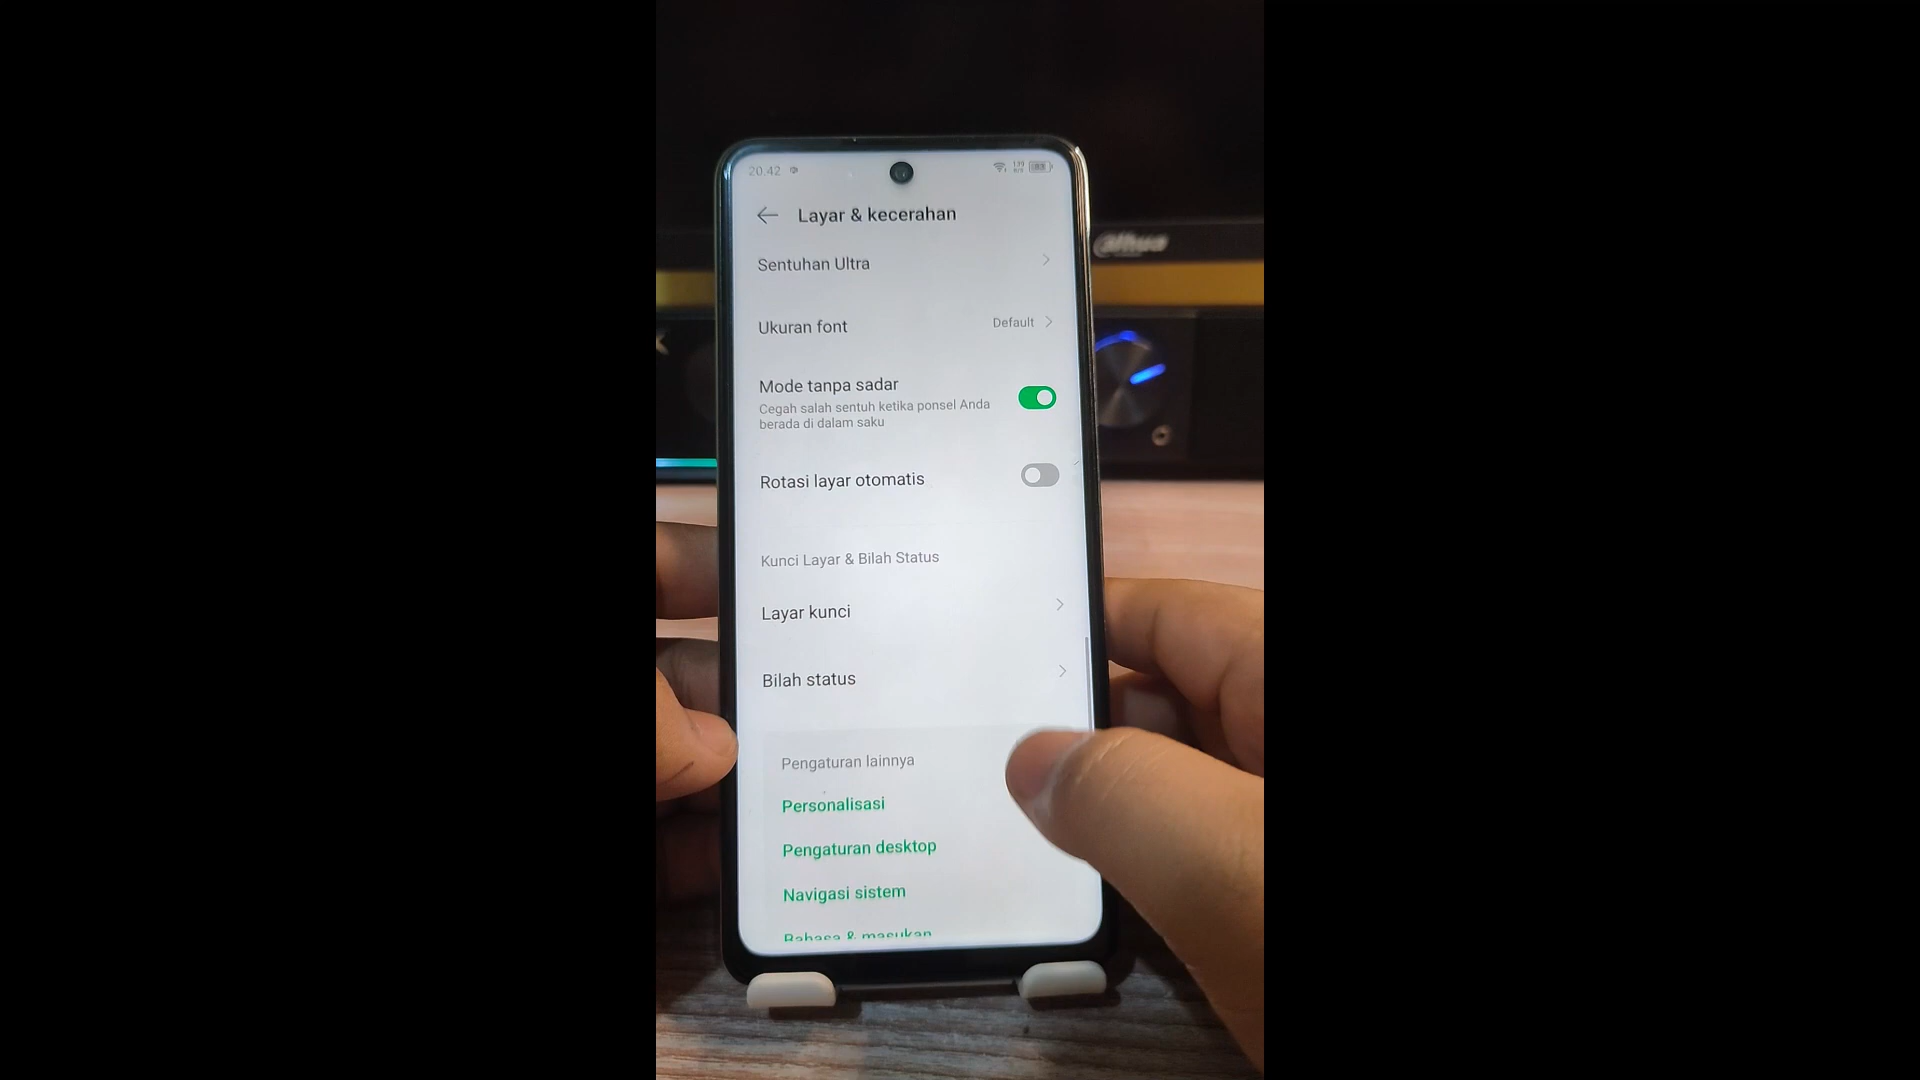 20.42
Layar & kecerahan
Sentuhan Ultra
Ukuran font
Default
Mode tanpa sadar
Cegah salah sentuh ketika ponsel Anda
berada di dalam saku
Rotasi layar otomatis
Kunci Layar & Bilah Status
Layar kunci
Bilah status
Pengaturan lainnya
Personalisasi
Pengaturan desktop
Navigasi sistem
Bahasa & masukan
alhua